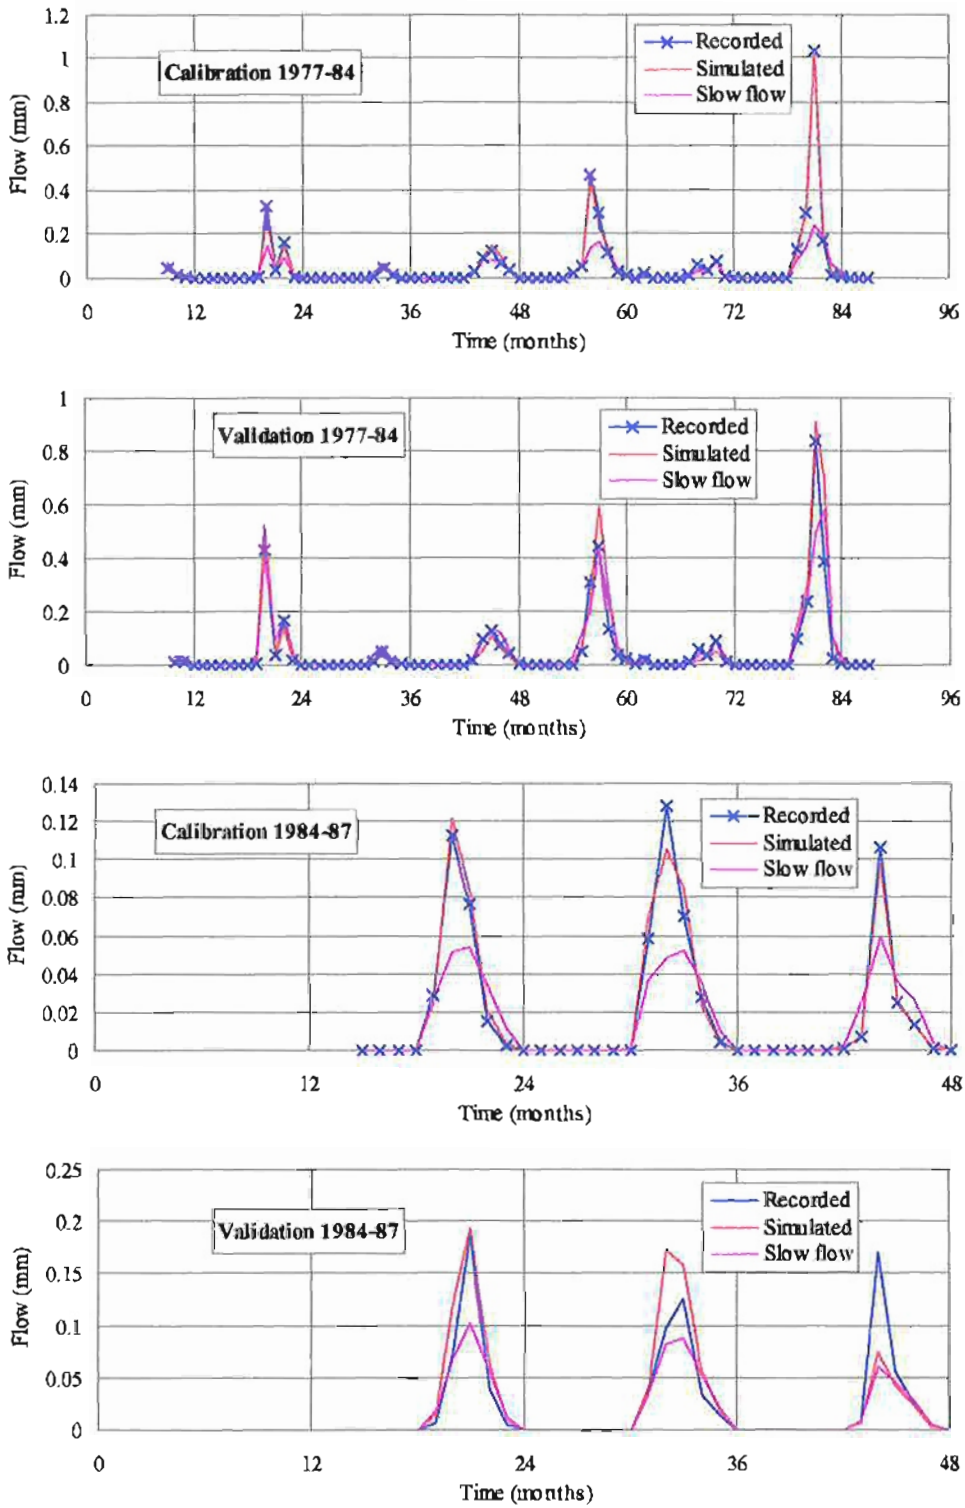 1.2
1
0.8
0.6
0.4
0.2
0
Flow (mm)
Calibration 1977-84
Recorded
Simulated
Slow flow
0 12 24 36 48 60 72 84 96
Time (months)
1
0.8
0.6
0.4
0.2
0
Flow (mm)
Validation 1977-84
Recorded
Simulated
Slow flow
0 12 24 36 48 60 72 84 96
Time (months)
0.14
0.12
0.1
0.08
0.06
0.04
0.02
0
Flow (mm)
Calibration 1984-87
Recorded
Simulated
Slow flow
0 12 24 36 48
Time (months)
0.25
0.2
0.15
0.1
0.05
0
Flow (mm)
Validation 1984-87
Recorded
Simulated
Slow flow
0 12 24 36 48
Time (months)